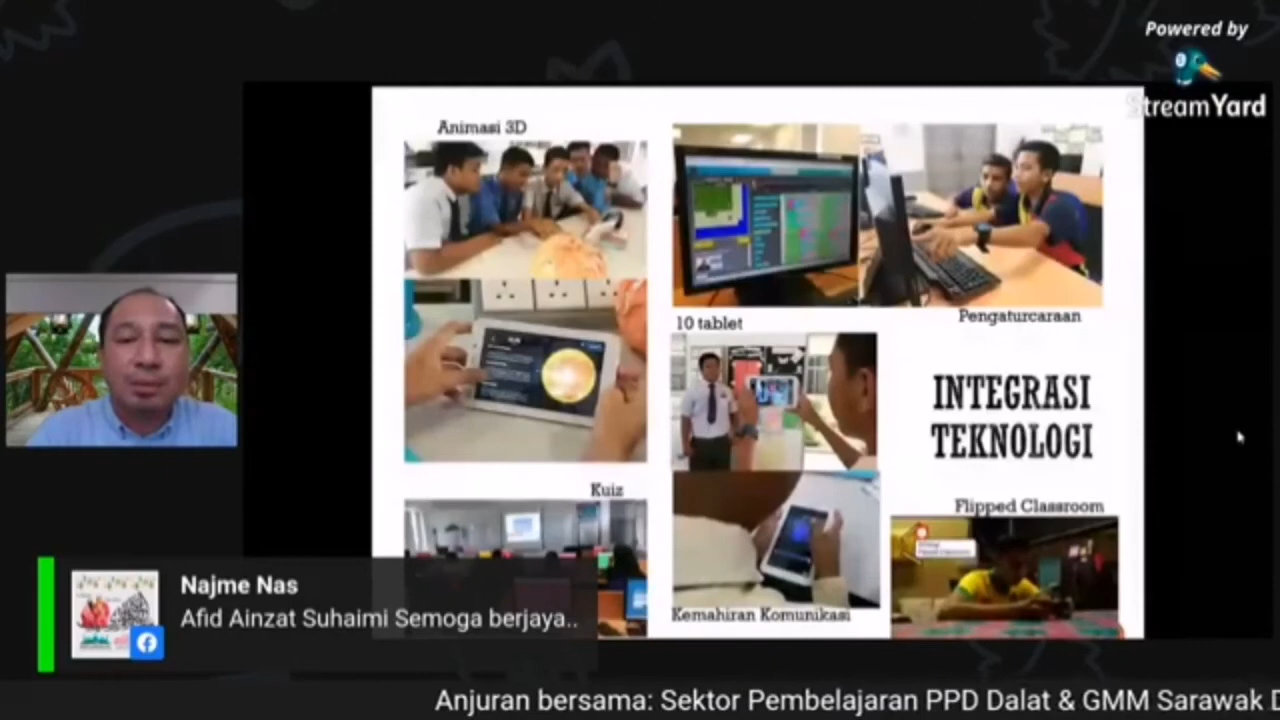 Powered by
StreamYard
Animasi 3D
10 tablet
Pengaturcaraan
INTEGRASI
TEKNOLOGI
Kuiz
Flipped Classroom
Kemahiran Komunikasi
Najme Nas
Afid Ainzat Suhaimi Semoga berjaya..
Anjuran bersama: Sektor Pembelajaran PPD Dalat & GMM Sarawak